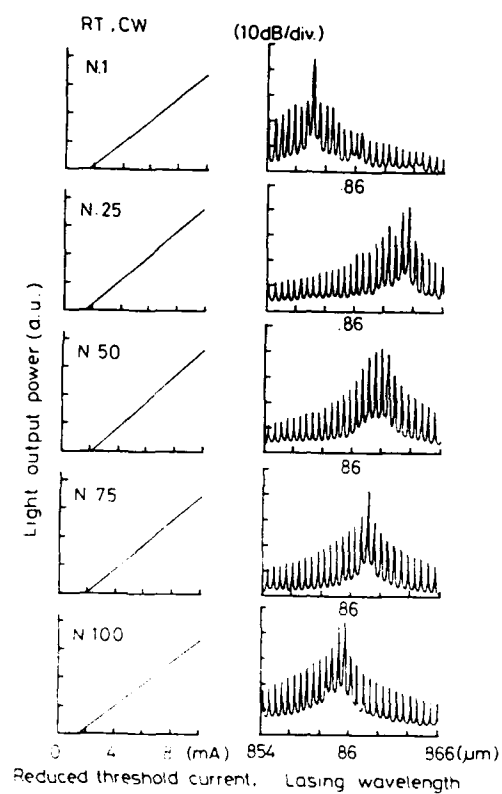 RT,CW
(10dB/div.)
N.1
.86
N.25
.86
N 50
86
N 75
86
N 100
0 4 8 (mA)
854 86 866(μm)
Light output power (a.u.)
Reduced threshold current. Lasing wavelength